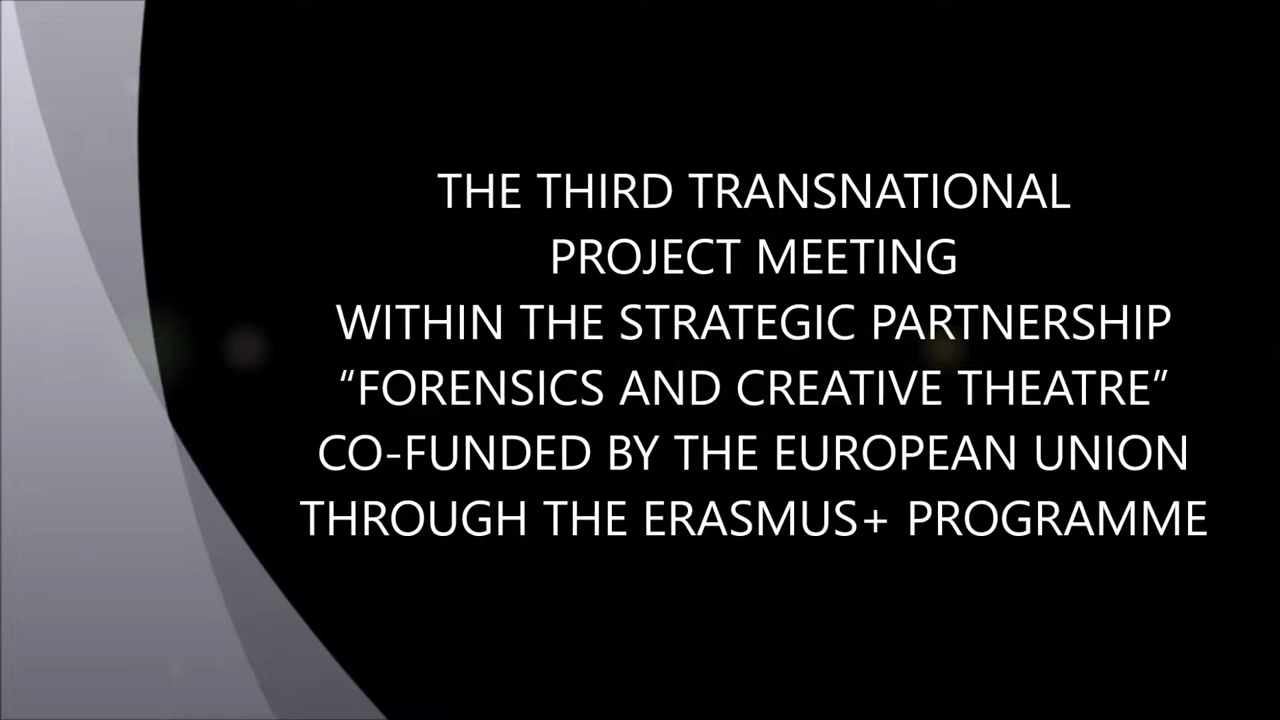 THE THIRD TRANSNATIONAL
PROJECT MEETING
WITHIN THE STRATEGIC PARTNERSHIP
“FORENSICS AND CREATIVE THEATRE”
CO-FUNDED BY THE EUROPEAN UNION
THROUGH THE ERASMUS+ PROGRAMME